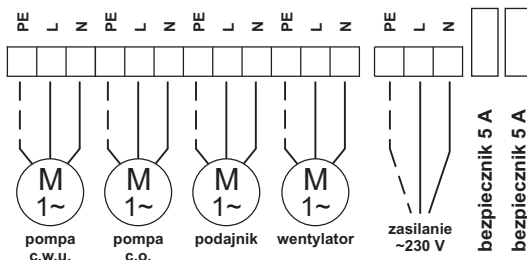 PE L N PE L N PE L N PE L N PE L N
M 1~ M 1~ M 1~ M 1~
pompa c.w.u.
pompa c.o.
podajnik
wentylator
zasilanie
~230 V
bezpiecznik 5 A
bezpiecznik 5 A